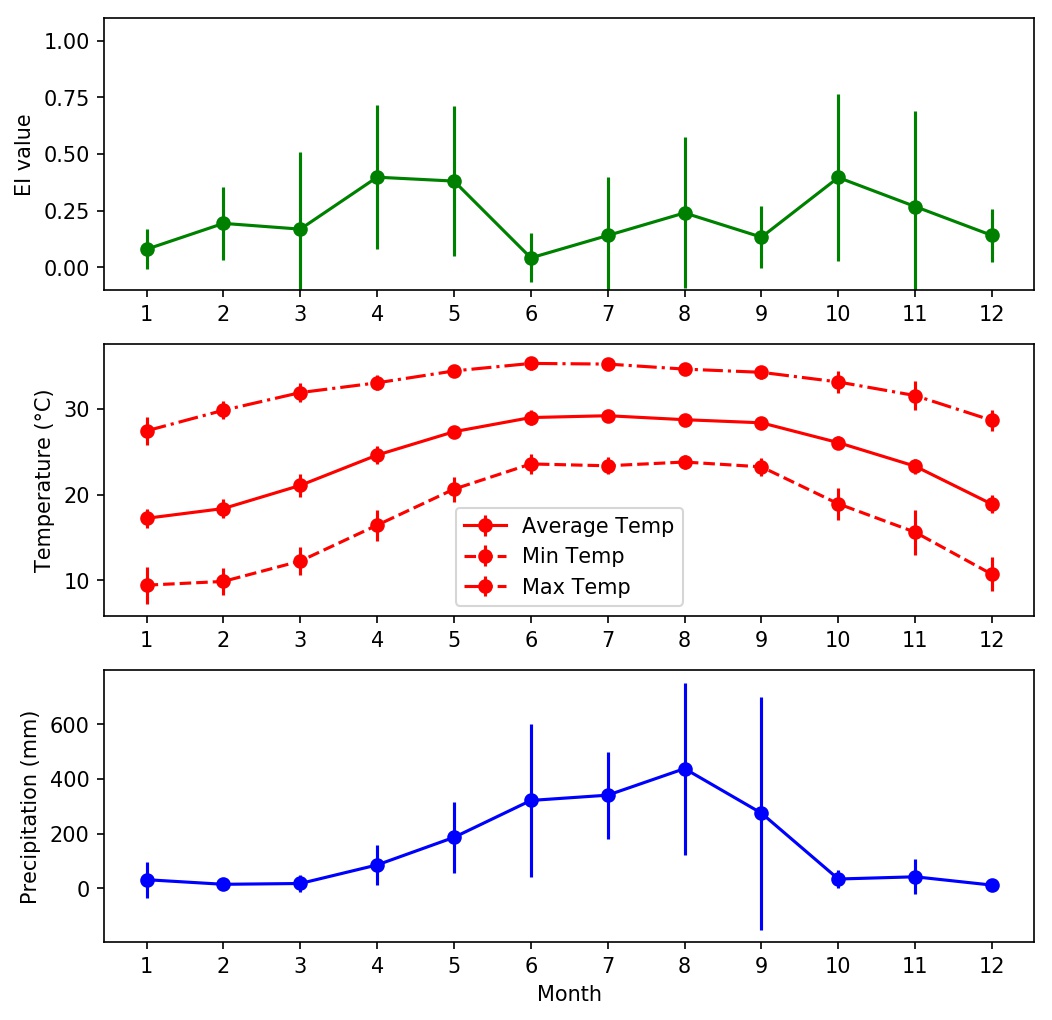 EI value
1.00
0.75
0.50
0.25
0.00
1 2 3 4 5 6 7 8 9 10 11 12
Temperature (°C)
30
20
10
Average Temp
Min Temp
Max Temp
1 2 3 4 5 6 7 8 9 10 11 12
Precipitation (mm)
600
400
200
0
1 2 3 4 5 6 7 8 9 10 11 12
Month